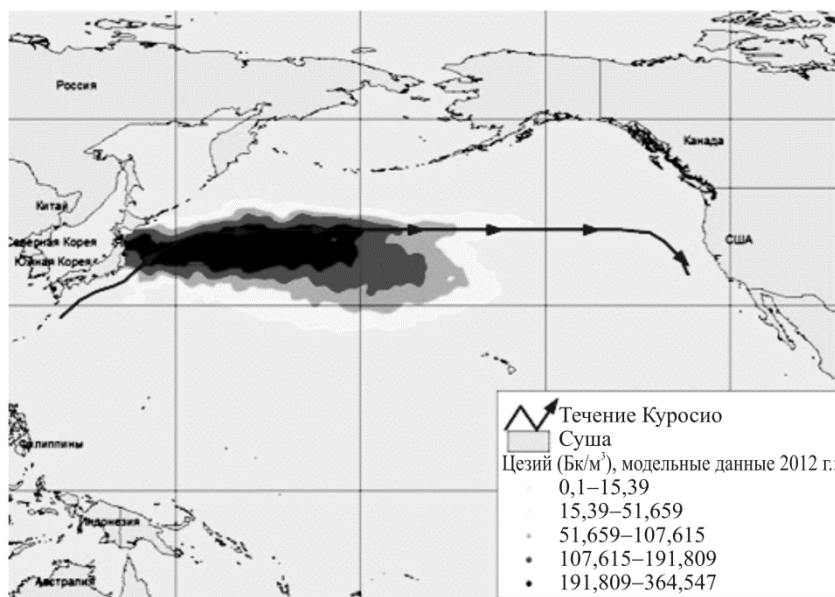 Россия
Канада
Китай
Северная Корея
США
Южная Корея
Филиппины
Индонезия
Австралия
Течение Куросио
Суша
Цезий (Бк/м³), модельные данные 2012 г.:
0,1–15,39
15,39–51,659
51,659–107,615
107,615–191,809
191,809–364,547